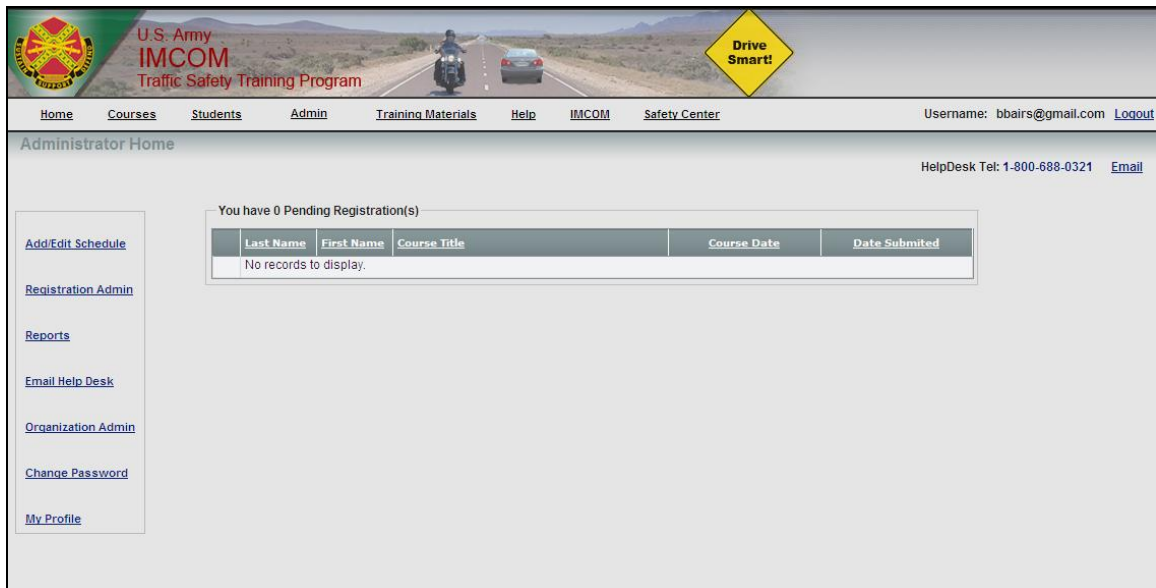 U.S. Army
IMCOM
Traffic Safety Training Program
Drive
Smart!
SUPPORT
Home Courses Students Admin Training Materials Help IMCOM Safety Center Username: bbairs@gmail.com Logout
Administrator Home
HelpDesk Tel: 1-800-688-0321 Email
Add/Edit Schedule
Registration Admin
Reports
Email Help Desk
Organization Admin
Change Password
My Profile
You have 0 Pending Registration(s)
Last Name First Name Course Title Course Date Date Submited
No records to display.